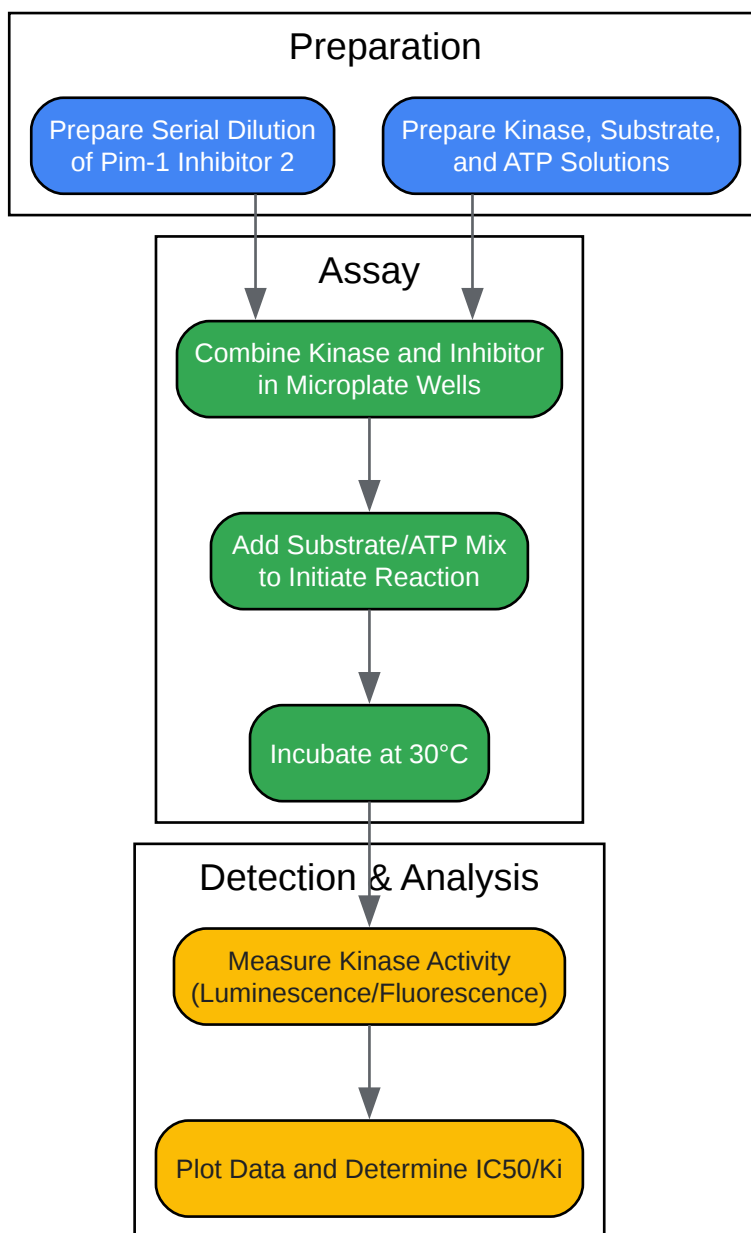 Preparation
Prepare Serial Dilution
of Pim-1 Inhibitor 2
Prepare Kinase, Substrate,
and ATP Solutions
Assay
Combine Kinase and Inhibitor
in Microplate Wells
Add Substrate/ATP Mix
to Initiate Reaction
Incubate at 30°C
Detection & Analysis
Measure Kinase Activity
(Luminescence/Fluorescence)
Plot Data and Determine IC50/Ki